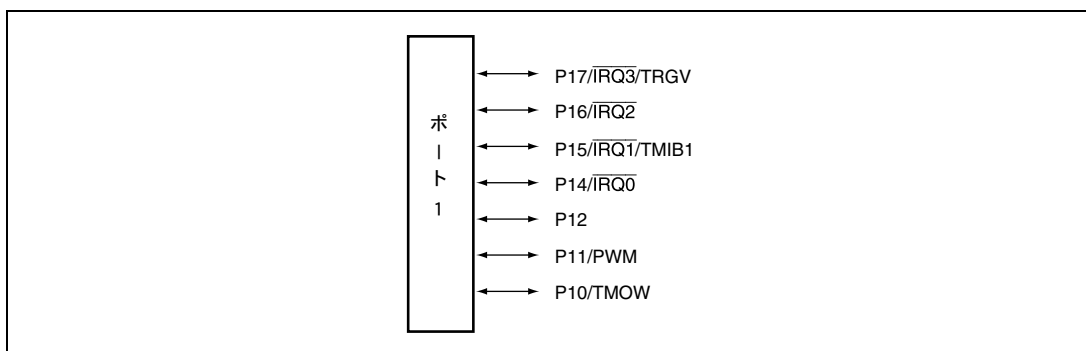 ポート1
P17/IRQ3/TRGV
P16/IRQ2
P15/IRQ1/TMIB1
P14/IRQ0
P12
P11/PWM
P10/TMOW